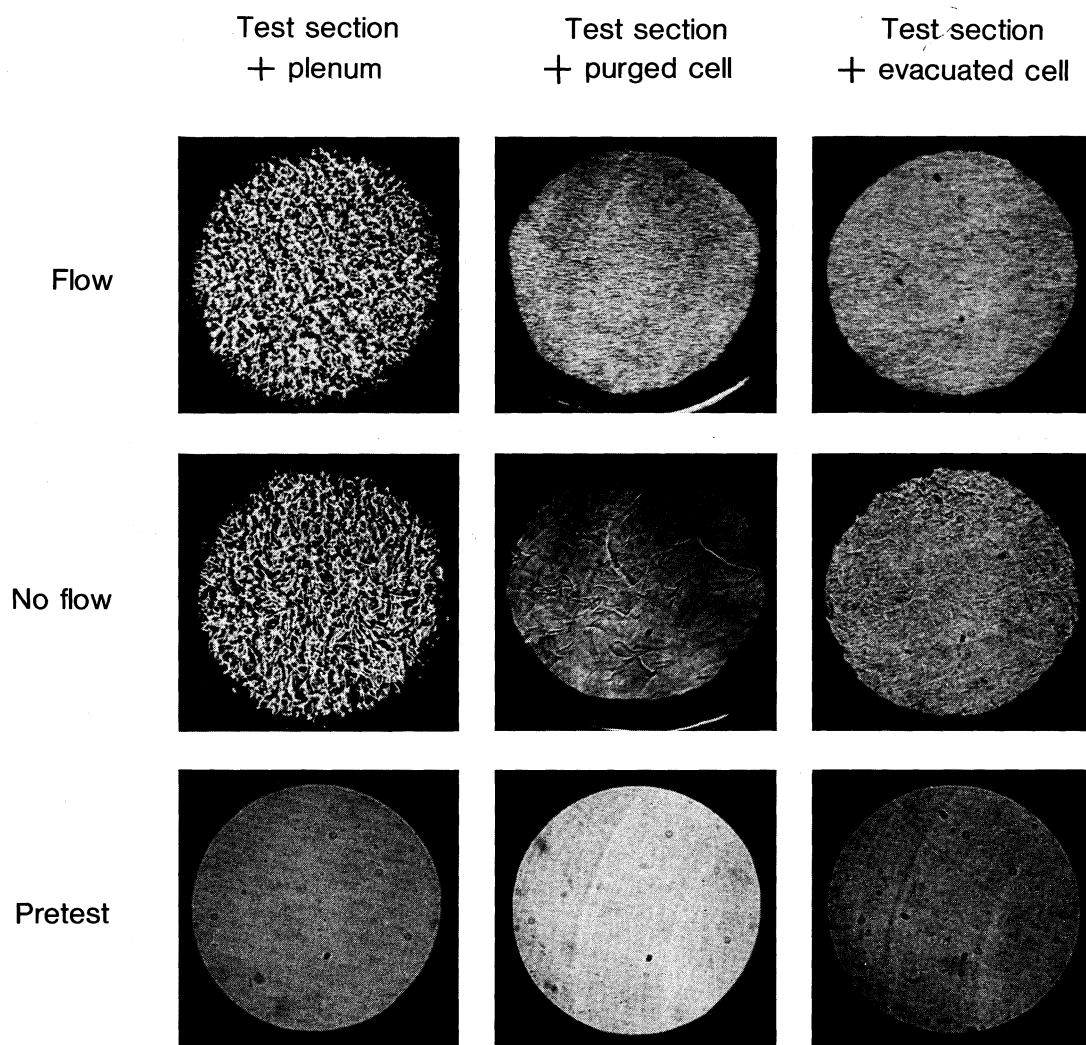 Test section
+ plenum
Test section
+ purged cell
Test section
+ evacuated cell
Flow
No flow
Pretest